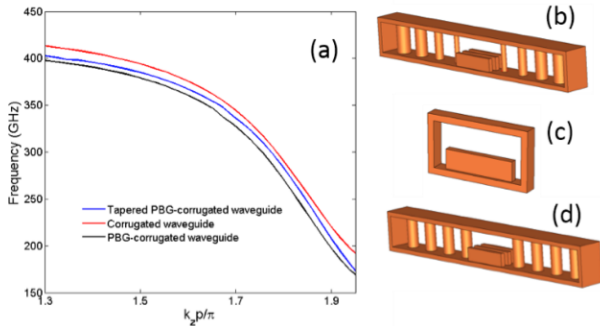 450
400
350
300
250
200
150
Frequency (GHz)
(a)
Tapered PBG-corrugated waveguide
Corrugated waveguide
PBG-corrugated waveguide
1.3
1.5
1.7
1.9
k_z p/π
(b)
(c)
(d)